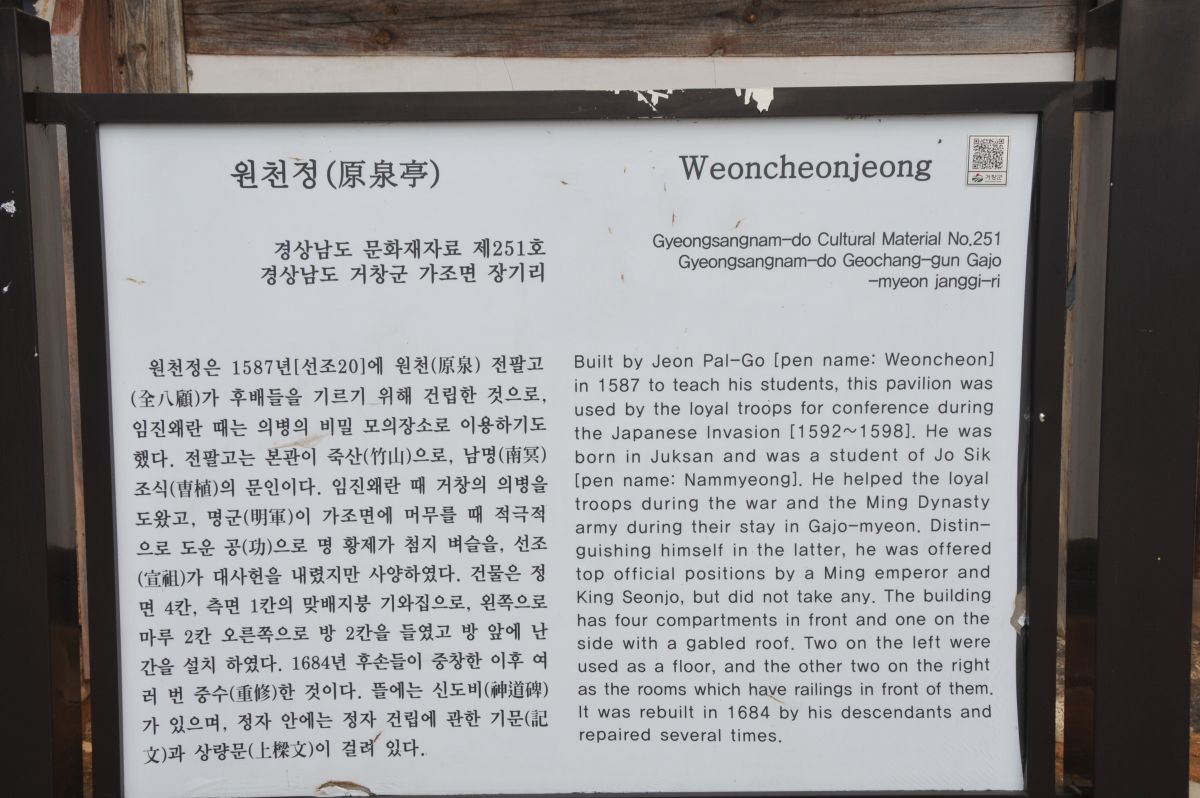 원천정(原泉亭)
경상남도 문화재자료 제251호
경상남도 거창군 가조면 장기리
원천정은 1587년[선조20]에 원천(原泉) 전팔고
(全八顧)가 후배들을 기르기 위해 건립한 것으로,
임진왜란 때는 의병의 비밀 모의장소로 이용하기도
했다. 전팔고는 본관이 죽산(竹山)으로, 남명(南冥)
조식(曺植)의 문인이다. 임진왜란 때 거창의 의병을
도왔고, 명군(明軍)이 가조면에 머무를 때 적극적
으로 도운 공(功)으로 명 황제가 첨지 벼슬을, 선조
(宣祖)가 대사헌을 내렸지만 사양하였다. 건물은 정
면 4칸, 측면 1칸의 맞배지붕 기와집으로, 왼쪽으로
마루 2칸 오른쪽으로 방 2칸을 들였고 방 앞에 난
간을 설치 하였다. 1684년 후손들이 중창한 이후 여
러 번 중수(重修)한 것이다. 뜰에는 신도비(神道碑)
가 있으며, 정자 안에는 정자 건립에 관한 기문(記
文)과 상량문(上樑文)이 걸려 있다.
Weoncheonjeong
거창군
Gyeongsangnam-do Cultural Material No.251
Gyeongsangnam-do Geochang-gun Gajo
-myeon janggi-ri
Built by Jeon Pal-Go [pen name: Weoncheon]
in 1587 to teach his students, this pavilion was
used by the loyal troops for conference during
the Japanese Invasion [1592~1598]. He was
born in Juksan and was a student of Jo Sik
[pen name: Nammyeong]. He helped the loyal
troops during the war and the Ming Dynasty
army during their stay in Gajo-myeon. Distin-
guishing himself in the latter, he was offered
top official positions by a Ming emperor and
King Seonjo, but did not take any. The building
has four compartments in front and one on the
side with a gabled roof. Two on the left were
used as a floor, and the other two on the right
as the rooms which have railings in front of them.
It was rebuilt in 1684 by his descendants and
repaired several times.